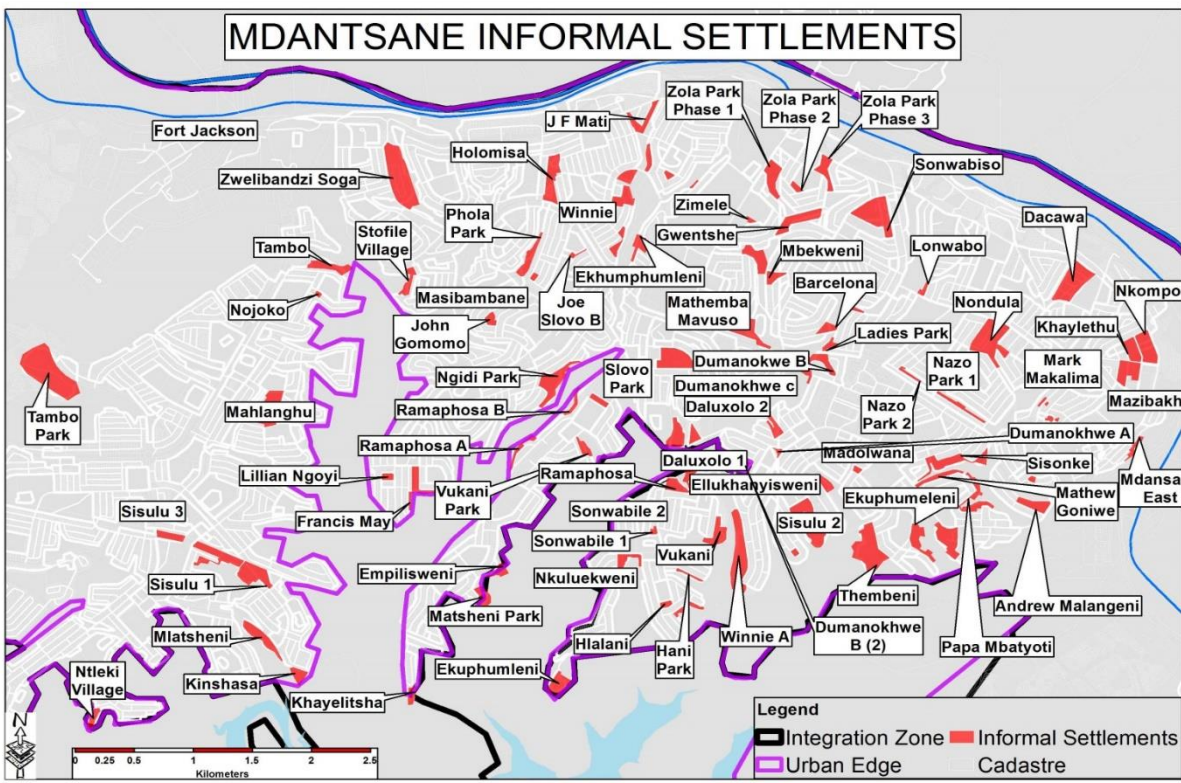 MDANTSANE INFORMAL SETTLEMENTS
Fort Jackson
J F Mati
Zola Park
Phase 1
Zola Park
Phase 2
Zola Park
Phase 3
Holomisa
Zwelibandzi Soga
Sonwabiso
Phola
Park
Winnie
Zimele
Gwentshe
Dacawa
Stofile
Village
Tambo
Mbekweni
Lonwabo
Ekhumphumleni
Barcelona
Nkompo
Nojoko
Masibambane
Joe
Slovo B
Mathemba
Mavuso
Nondula
Khaylethu
John
Gomomo
Ladies Park
Dumanokwe B
Nazo
Park 1
Mark
Makalima
Ngidi Park
Slovo
Park
Dumanokhwe c
Nazo
Park 2
Mazibakh
Tambo
Park
Mahlanghu
Ramaphosa B
Daluxolo 2
Dumanokhwe A
Ramaphosa A
Madolwana
Daluxolo 1
Sisonke
Mdansa
East
Lillian Ngoyi
Vukani
Park
Ramaphosa
Ellukhanyisweni
Ekuphumeleni
Mathew
Goniwe
Francis May
Sonwabile 2
Sisulu 2
Sisulu 3
Sonwabile 1
Vukani
Sisulu 1
Empilisweni
Nkuluekweni
Thembeni
Andrew Malangeni
Matsheni Park
Mlatsheni
Hlalani
Hani
Park
Winnie A
Dumanokhwe
B (2)
Papa Mbatyoti
Ntleki
Village
Kinshasa
Ekuphumleni
Khayelitsha
Legend
Integration Zone
Informal Settlements
Urban Edge
Cadastre
N
0 0.25 0.5 1 1.5 2 2.5
Kilometers